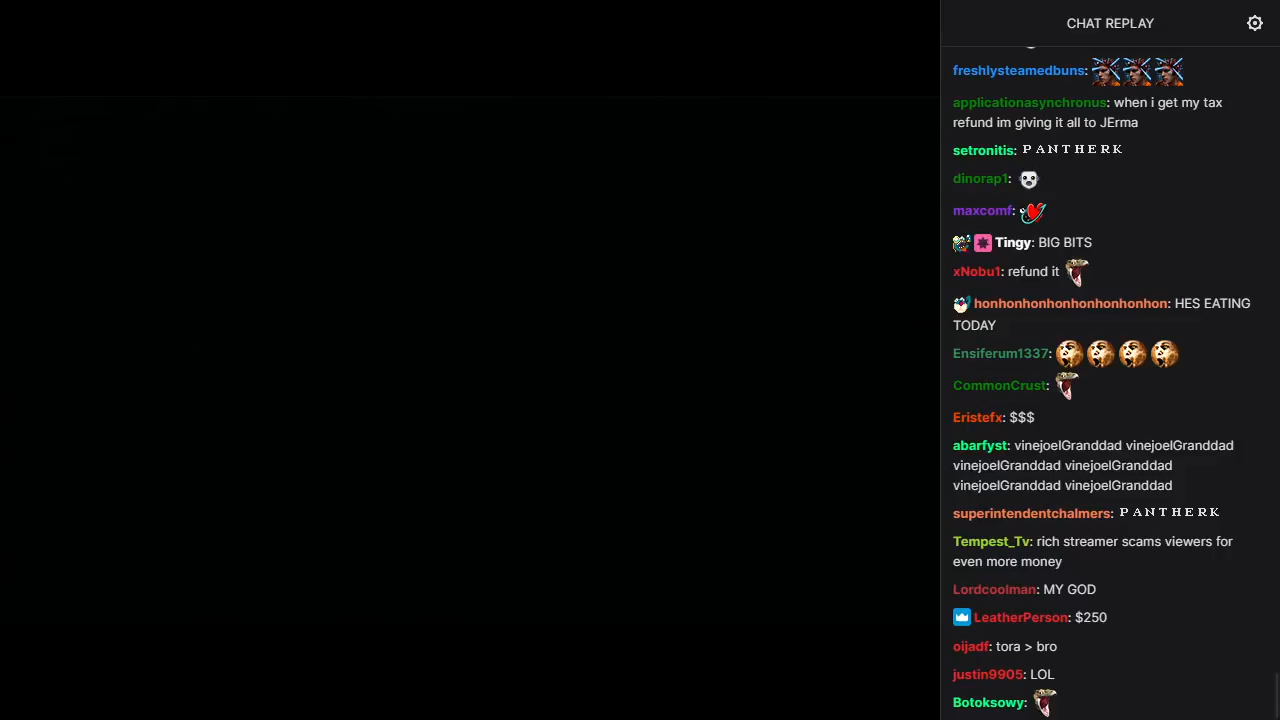 CHAT REPLAY
freshlysteamedbuns:
applicationasynchronus: when i get my tax
refund im giving it all to JErma
setronitis: PANTHERK
dinorap1:
maxcomf:
Tingy: BIG BITS
xNobu1: refund it
honhonhonhonhonhonhonhon: HES EATING
TODAY
Ensiferum1337:
CommonCrust:
Eristefx: $$$
abarfyst: vinejoelGranddad vinejoelGranddad
vinejoelGranddad vinejoelGranddad
vinejoelGranddad vinejoelGranddad
superintendentchalmers: PANTHERK
Tempest_Tv: rich streamer scams viewers for
even more money
Lordcoolman: MY GOD
LeatherPerson: $250
oijadf: tora > bro
justin9905: LOL
Botoksowy: